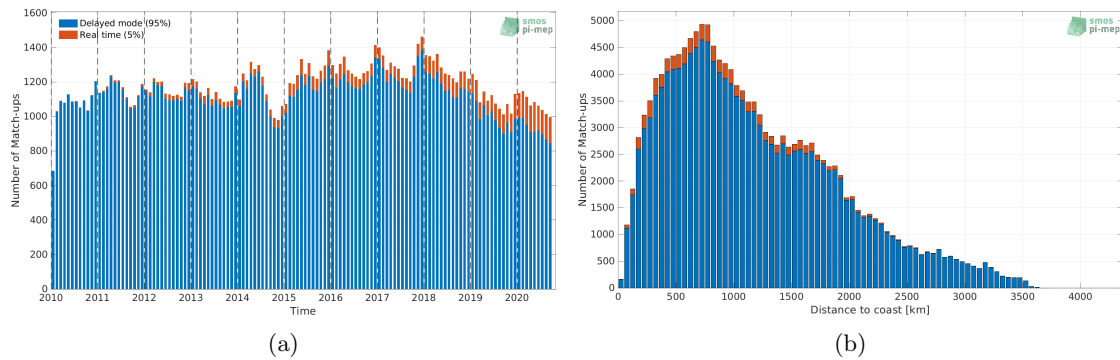 Delayed mode (95%)
Real time (5%)
smos
pi-mep
Number of Match-ups
1600
1400
1200
1000
800
600
400
200
0
2010 2011 2012 2013 2014 2015 2016 2017 2018 2019 2020
Time
(a)
smos
pi-mep
Number of Match-ups
5000
4500
4000
3500
3000
2500
2000
1500
1000
500
0
0 500 1000 1500 2000 2500 3000 3500 4000
Distance to coast [km]
(b)